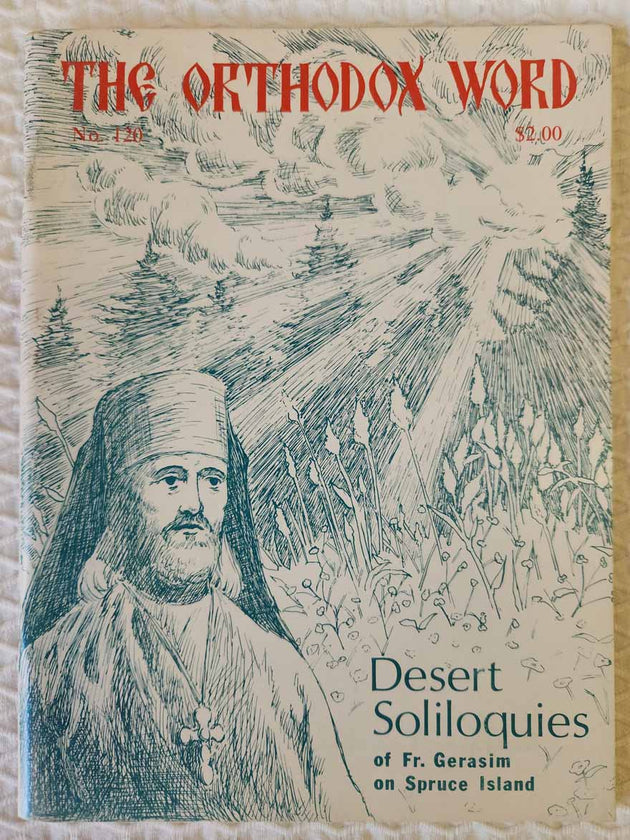 THE ORTHODOX WORD
No. 120 $2.00
Desert
Soliloquies
of Fr. Gerasim
on Spruce Island